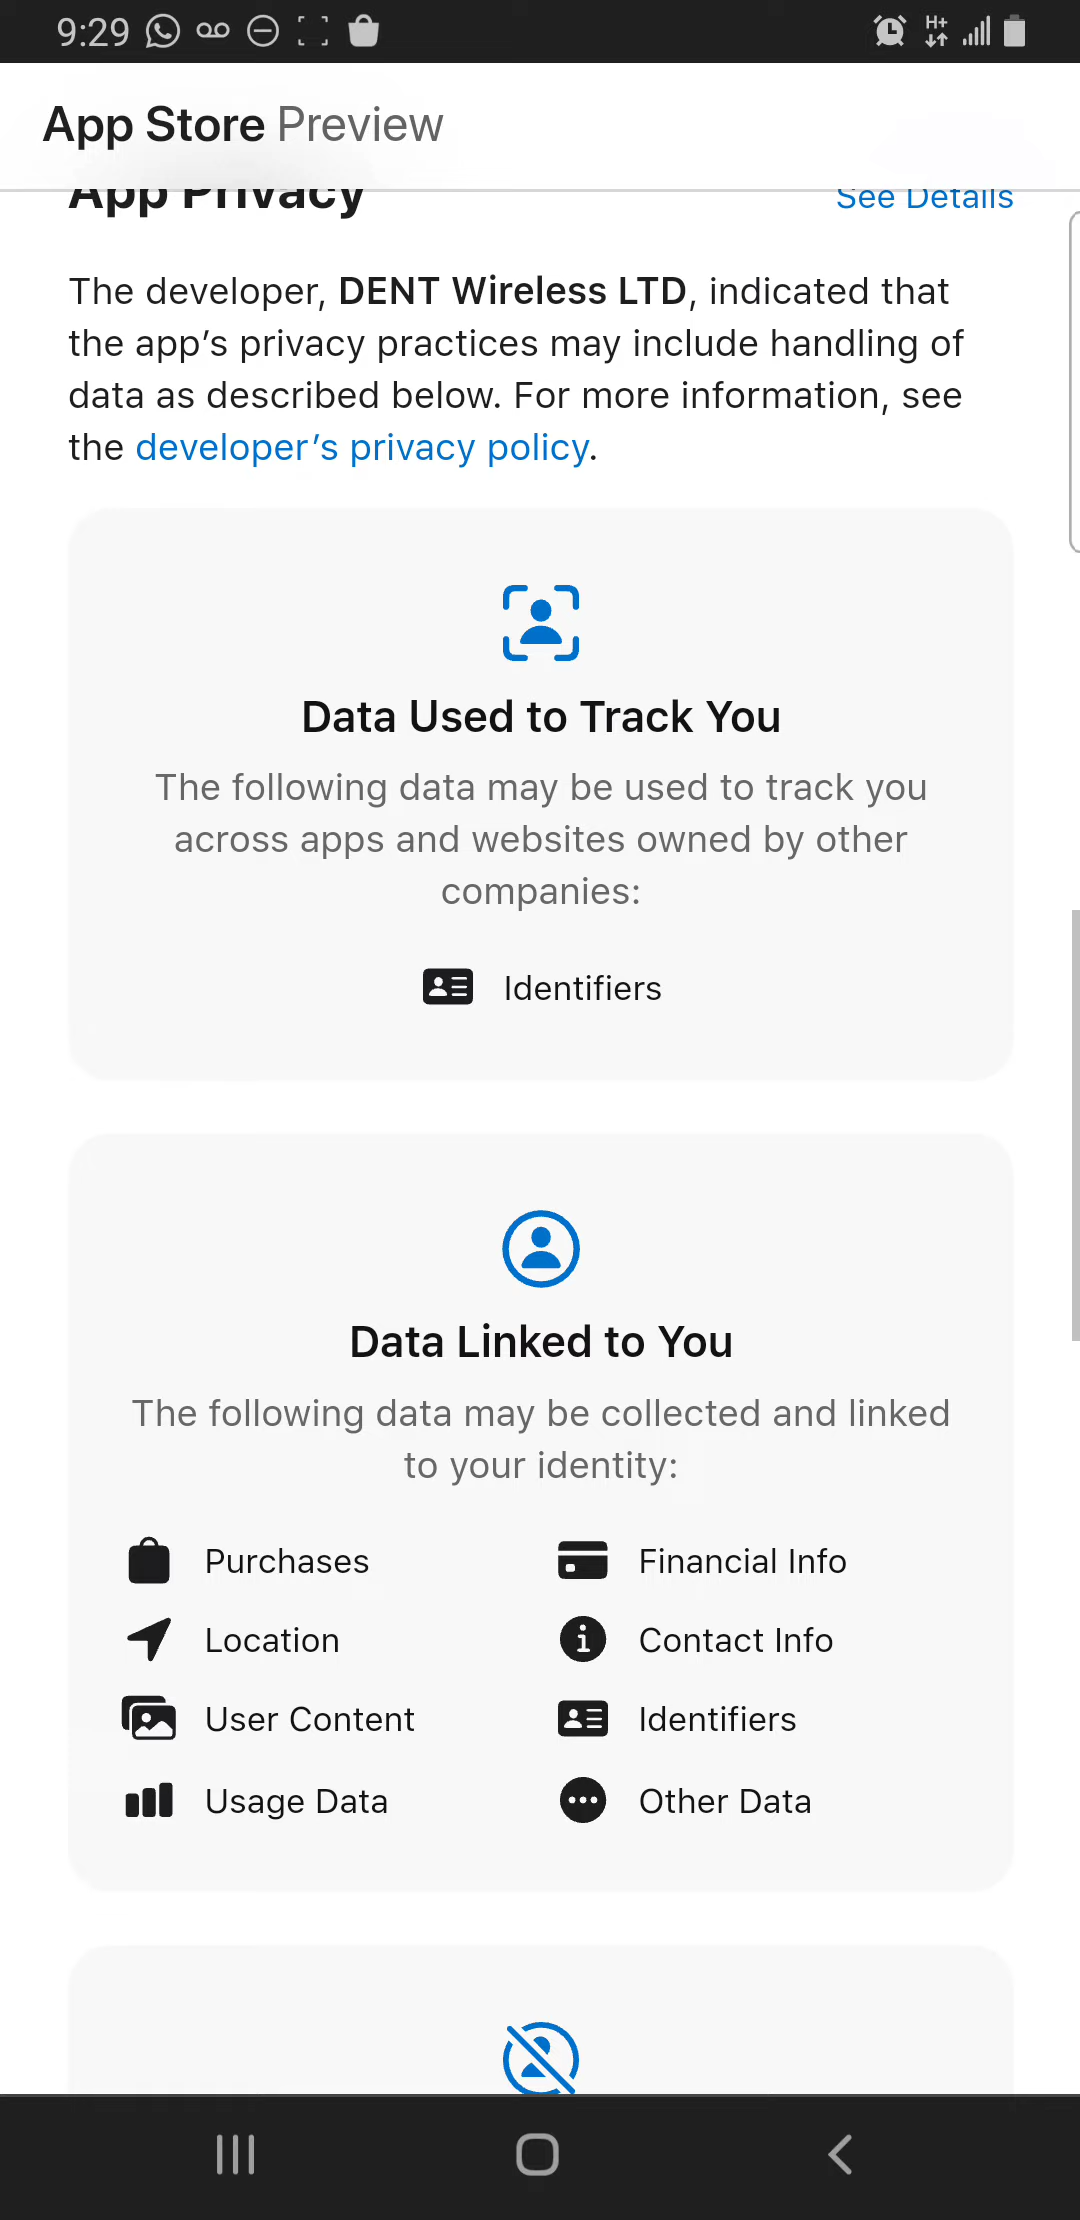 9:29
H+
App Store Preview
App Privacy
See Details
The developer, DENT Wireless LTD, indicated that
the app’s privacy practices may include handling of
data as described below. For more information, see
the developer’s privacy policy.
Data Used to Track You
The following data may be used to track you
across apps and websites owned by other
companies:
Identifiers
Data Linked to You
The following data may be collected and linked
to your identity:
Purchases
Financial Info
Location
Contact Info
User Content
Identifiers
Usage Data
Other Data